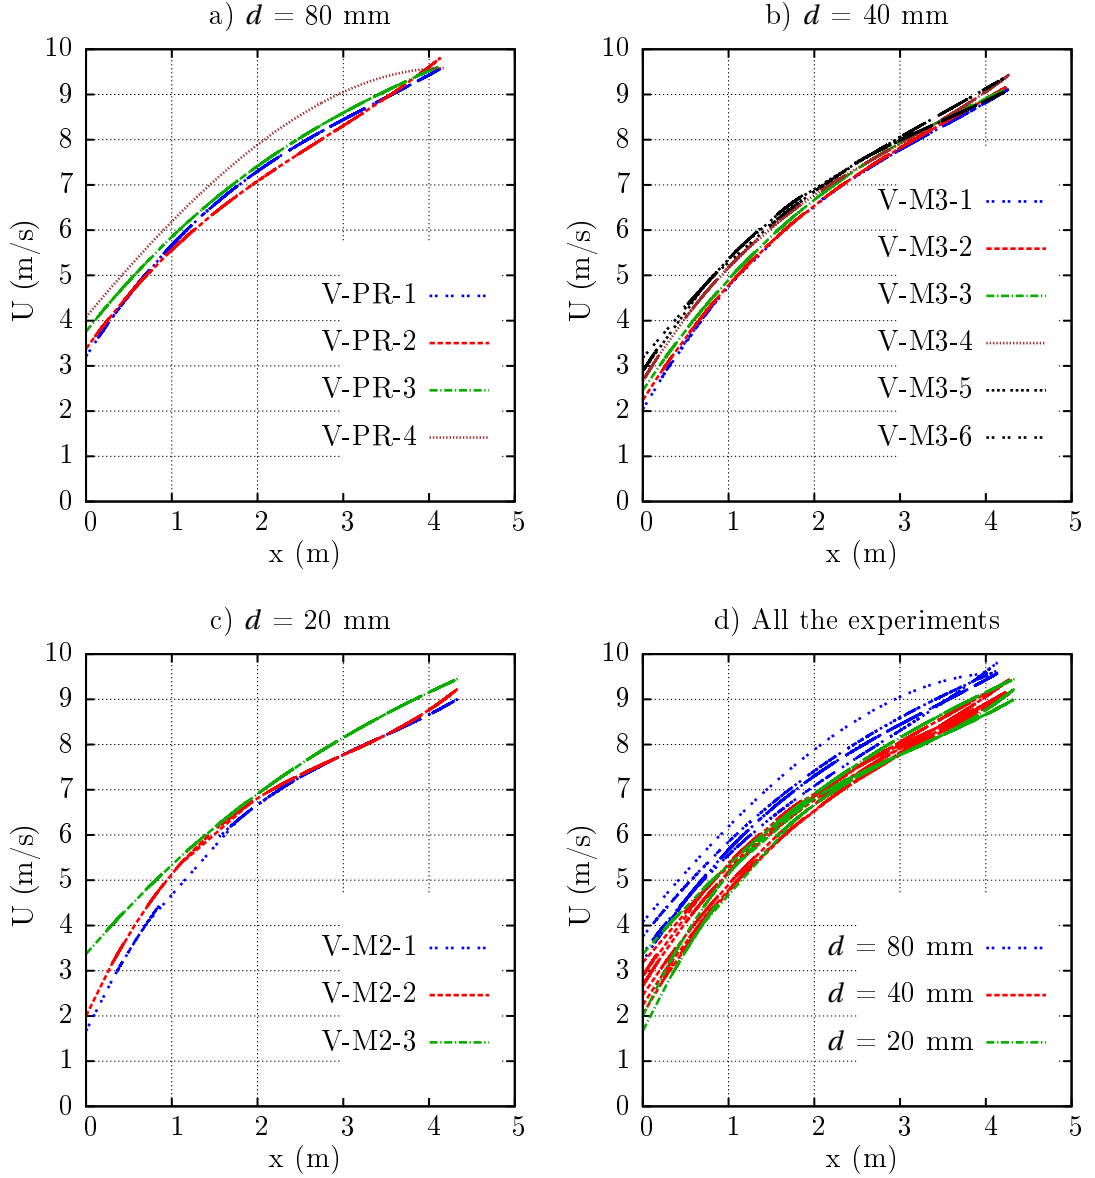 a) d = 80 mm
10
9
8
7
6
5
4
3
2
1
0
U (m/s)
V-PR-1
V-PR-2
V-PR-3
V-PR-4
0 1 2 3 4 5
x (m)
b) d = 40 mm
10
9
8
7
6
5
4
3
2
1
0
U (m/s)
V-M3-1
V-M3-2
V-M3-3
V-M3-4
V-M3-5
V-M3-6
0 1 2 3 4 5
x (m)
c) d = 20 mm
10
9
8
7
6
5
4
3
2
1
0
U (m/s)
V-M2-1
V-M2-2
V-M2-3
0 1 2 3 4 5
x (m)
d) All the experiments
10
9
8
7
6
5
4
3
2
1
0
U (m/s)
d = 80 mm
d = 40 mm
d = 20 mm
0 1 2 3 4 5
x (m)